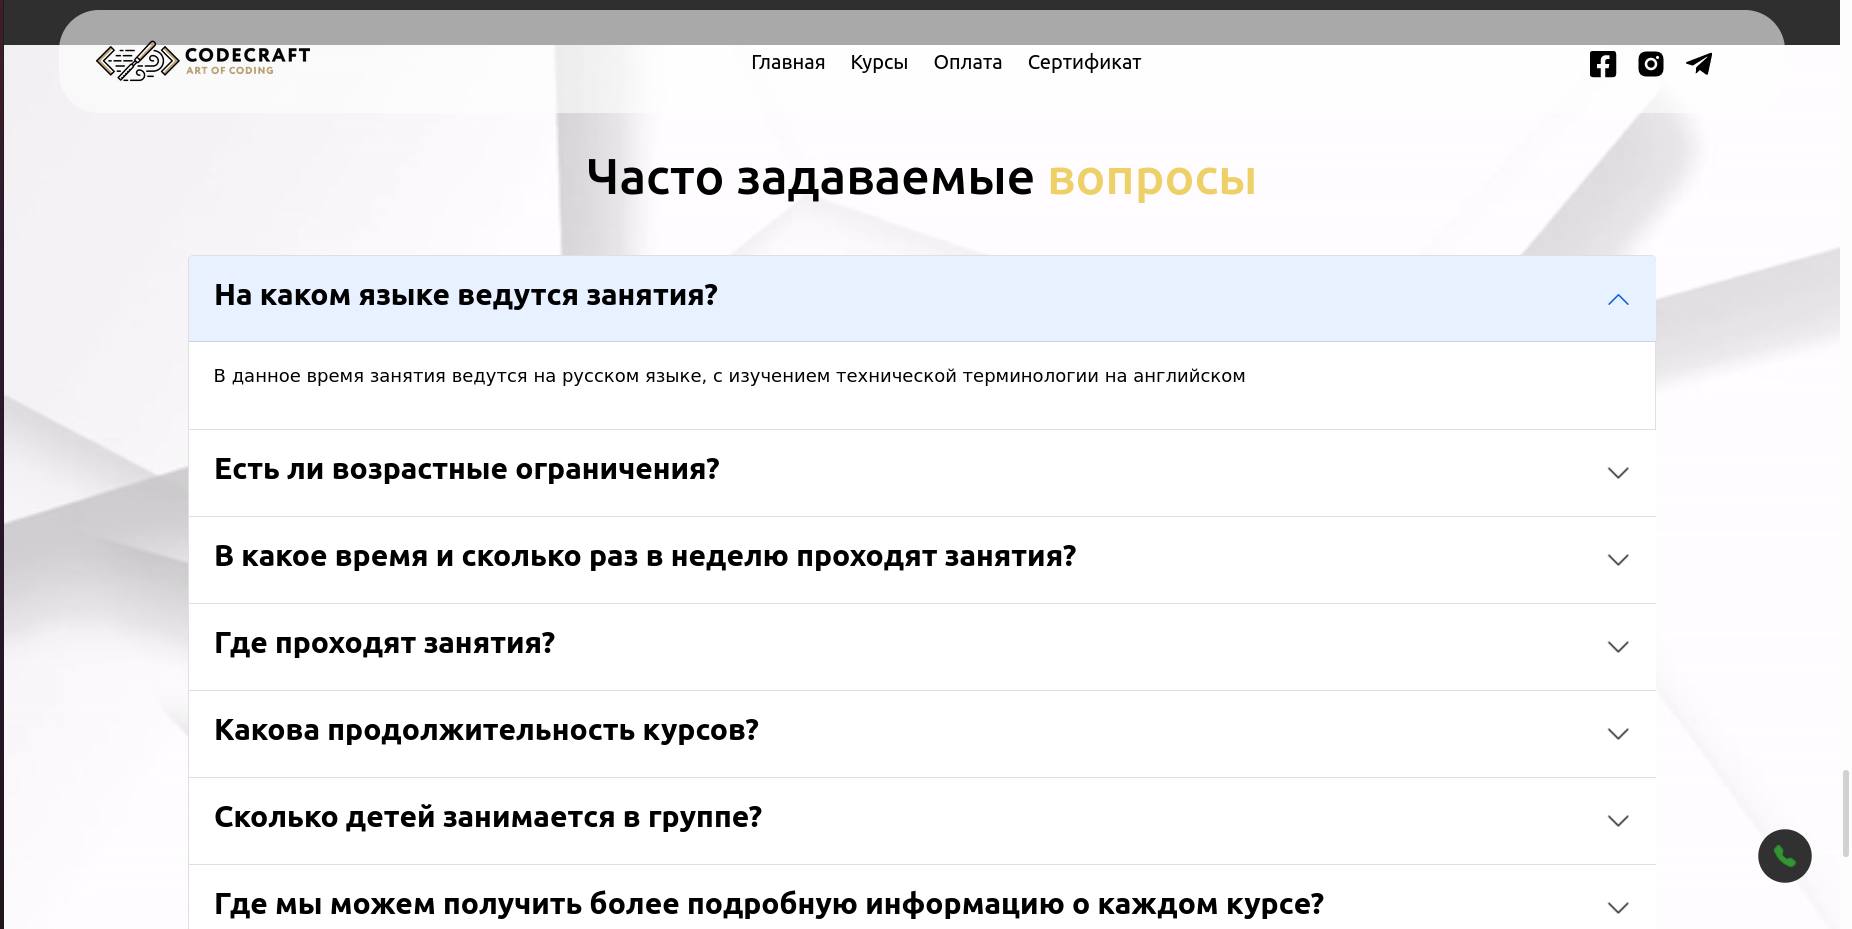 CODECRAFT
ART OF CODING
Главная Курсы Оплата Сертификат
Часто задаваемые вопросы
На каком языке ведутся занятия?
В данное время занятия ведутся на русском языке, с изучением технической терминологии на английском
Есть ли возрастные ограничения?
В какое время и сколько раз в неделю проходят занятия?
Где проходят занятия?
Какова продолжительность курсов?
Сколько детей занимается в группе?
Где мы можем получить более подробную информацию о каждом курсе?